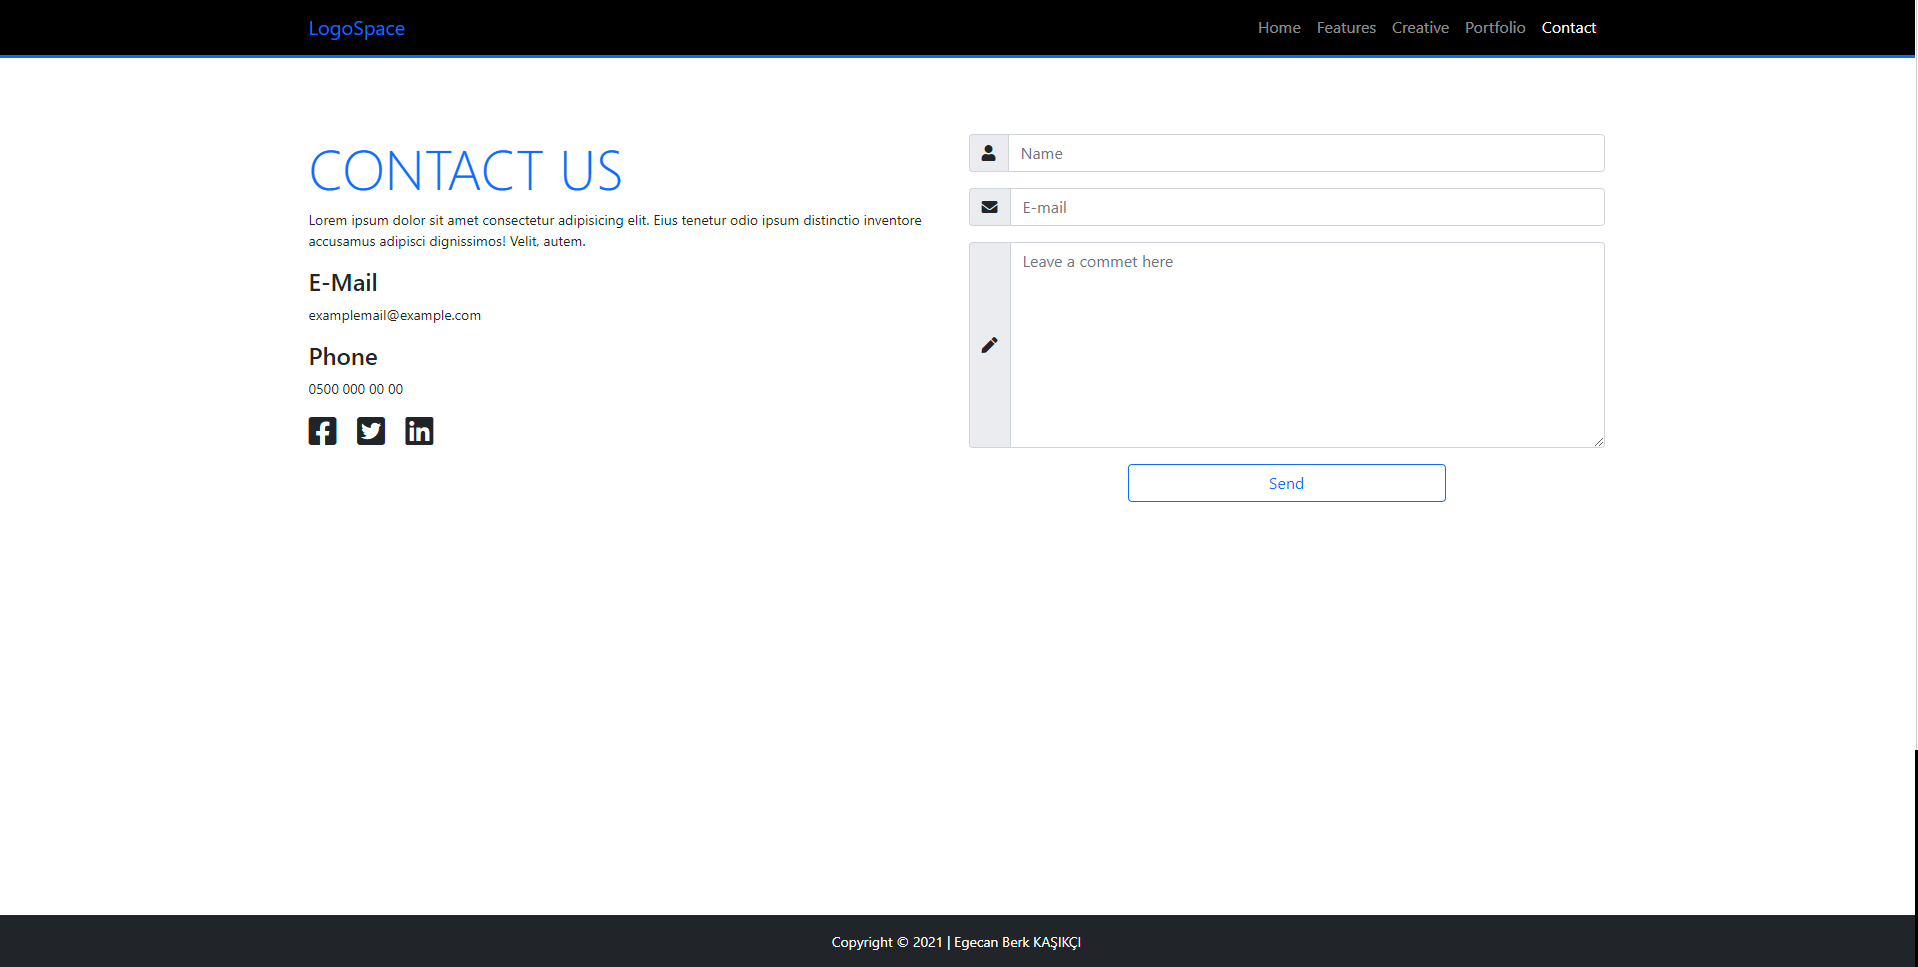 LogoSpace
Home Features Creative Portfolio Contact
CONTACT US
Lorem ipsum dolor sit amet consectetur adipisicing elit. Eius tenetur odio ipsum distinctio inventore
accusamus adipisci dignissimos! Velit, autem.
E-Mail
examplemail@example.com
Phone
0500 000 00 00
Name
E-mail
Leave a commet here
Send
Copyright © 2021 | Egecan Berk KAŞIKÇI